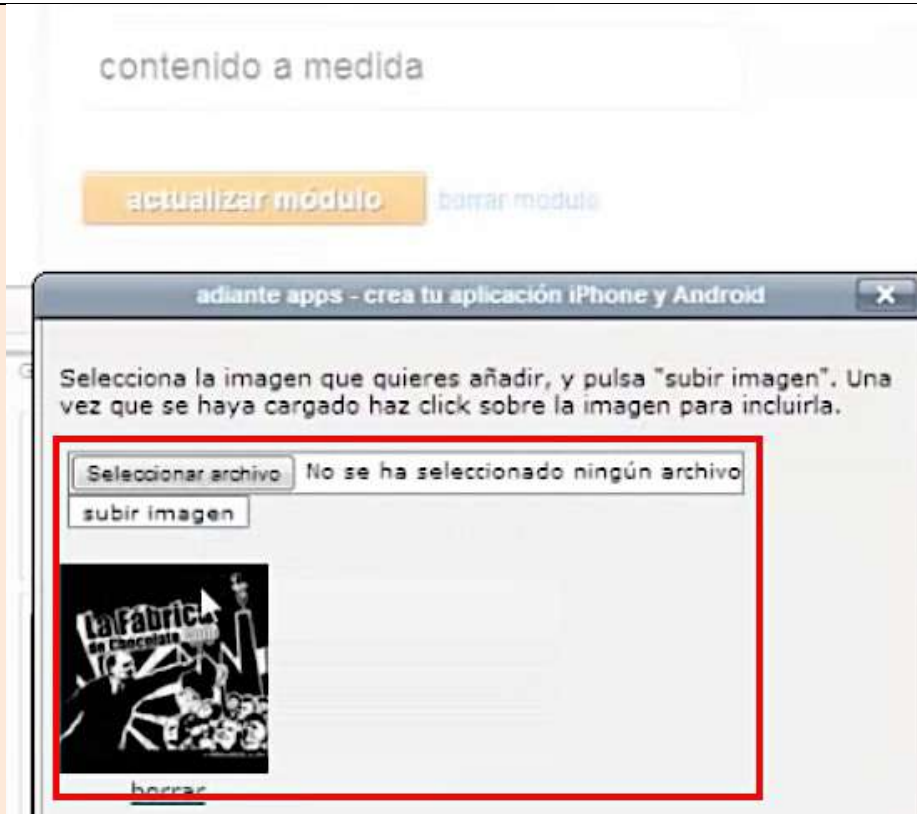 contenido a medida
actualizar módulo borrar modulo
adiante apps - crea tu aplicación iPhone y Android X
Selecciona la imagen que quieres añadir, y pulsa "subir imagen". Una
vez que se haya cargado haz click sobre la imagen para incluirla.
Seleccionar archivo No se ha seleccionado ningún archivo
subir imagen
La Fabrica
de Chocolate
borrar